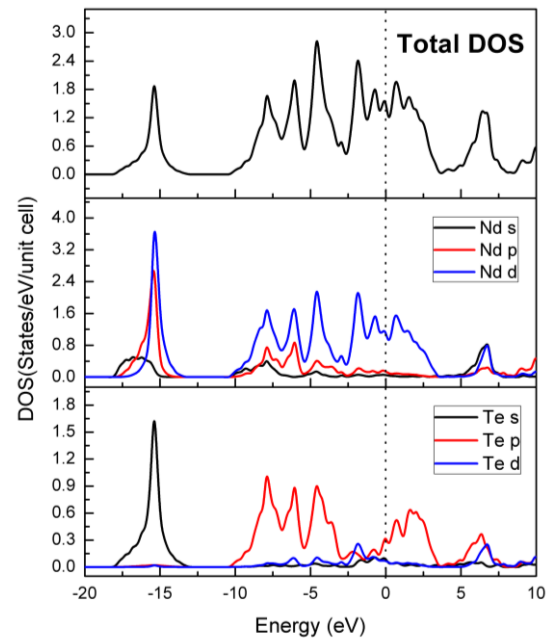 Total DOS
3.0
2.4
1.8
1.2
0.6
0.0
DOS(States/eV/unit cell)
Nd s
Nd p
Nd d
4.0
3.2
2.4
1.6
0.8
0.0
Te s
Te p
Te d
1.8
1.5
1.2
0.9
0.6
0.3
0.0
-20 -15 -10 -5 0 5 10
Energy (eV)